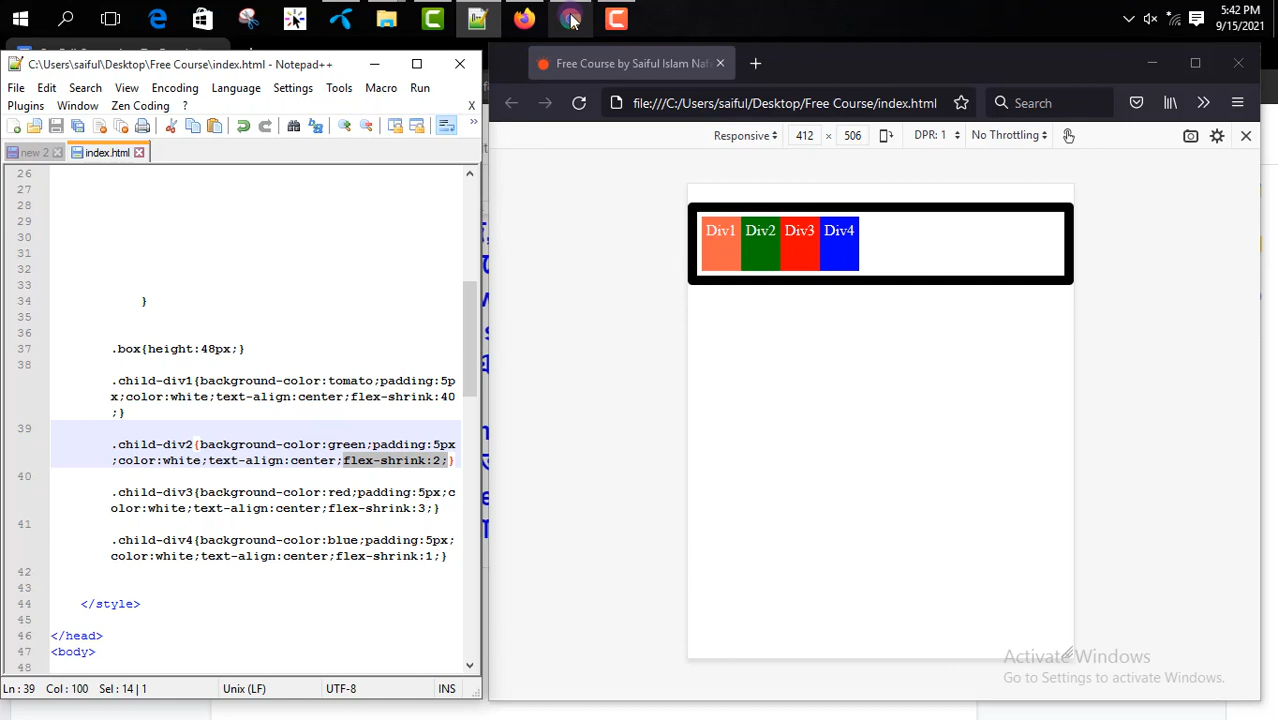 5:42 PM
9/15/2021
C:\Users\saiful\Desktop\Free Course\index.html - Notepad++
File Edit Search View Encoding Language Settings Tools Macro Run
Plugins Window Zen Coding ? X
new 2 index.html
26
27
28
29
30
31
32
33
34 }
35
36
37 .box{height:48px;}
38
.child-div1{background-color:tomato;padding:5p
x;color:white;text-align:center;flex-shrink:40
;}
39
.child-div2{background-color:green;padding:5px
;color:white;text-align:center;flex-shrink:2;}
40
.child-div3{background-color:red;padding:5px;c
olor:white;text-align:center;flex-shrink:3;}
41
.child-div4{background-color:blue;padding:5px;
color:white;text-align:center;flex-shrink:1;}
42
43
44 </style>
45
46 </head>
47 <body>
48
Ln : 39 Col : 100 Sel : 14 | 1 Unix (LF) UTF-8 INS
Free Course by Saiful Islam Naf
file:///C:/Users/saiful/Desktop/Free Course/index.html
Search
Responsive 412 × 506 DPR: 1 No Throttling
Div1 Div2 Div3 Div4
Activate Windows
Go to Settings to activate Windows.